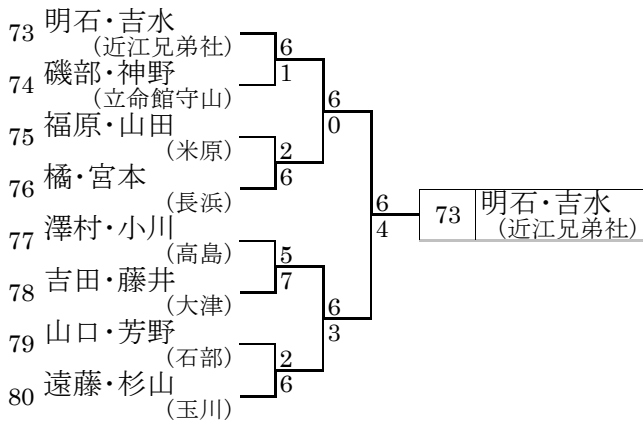 73 明石・吉水
(近江兄弟社)
6
1
74 磯部・神野
(立命館守山)
6
0
75 福原・山田
(米原)
2
6
76 橘・宮本
(長浜)
6
4
73 明石・吉水
(近江兄弟社)
77 澤村・小川
(高島)
5
7
78 吉田・藤井
(大津)
6
3
79 山口・芳野
(石部)
2
6
80 遠藤・杉山
(玉川)